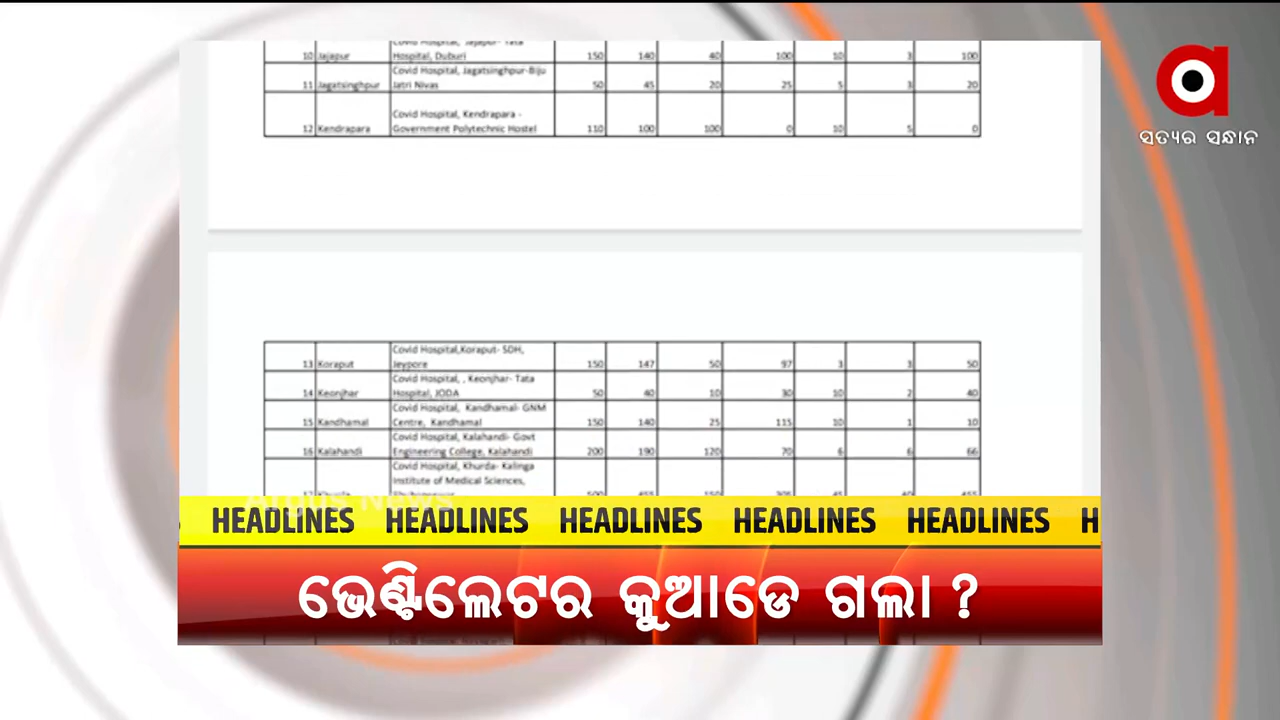 Covid Hospital, Jajapur- Tata
10 Jajapur Hospital, Duburi 150 140 40 100 10 3 100
Covid Hospital, Jagatsinghpur-Biju
11 Jagatsinghpur Jatri Nivas 50 45 20 25 5 3 20
Covid Hospital, Kendrapara -
12 Kendrapara Government Polytechnic Hostel 110 100 100 0 10 5 0
ସତ୍ୟର ସନ୍ଧାନ
Covid Hospital,Koraput- SDH,
13 Koraput Jeypore 150 147 50 97 3 3 50
Covid Hospital, , Keonjhar- Tata
14 Keonjhar Hospital, JODA 50 40 10 30 10 2 40
Covid Hospital, Kandhamal- GNM
15 Kandhamal Centre, Kandhamal 150 140 25 115 10 1 10
Covid Hospital, Kalahandi- Govt
16 Kalahandi Engineering College, Kalahandi 200 190 120 70 6 6 66
Covid Hospital, Khurda- Kalinga
Institute of Medical Sciences,
Argus News
HEADLINES HEADLINES HEADLINES HEADLINES HEADLINES H
ଭେଣ୍ଟିଲେଟର କୁଆଡେ ଗଲା ?